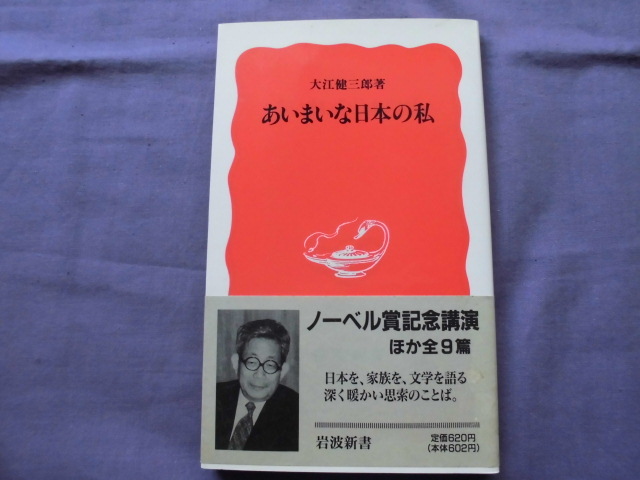 大江健三郎著
あいまいな日本の私
ノーベル賞記念講演
ほか全9篇
日本を、家族を、文学を語る
深く暖かい思索のことば。
岩波新書
定価620円
(本体602円)